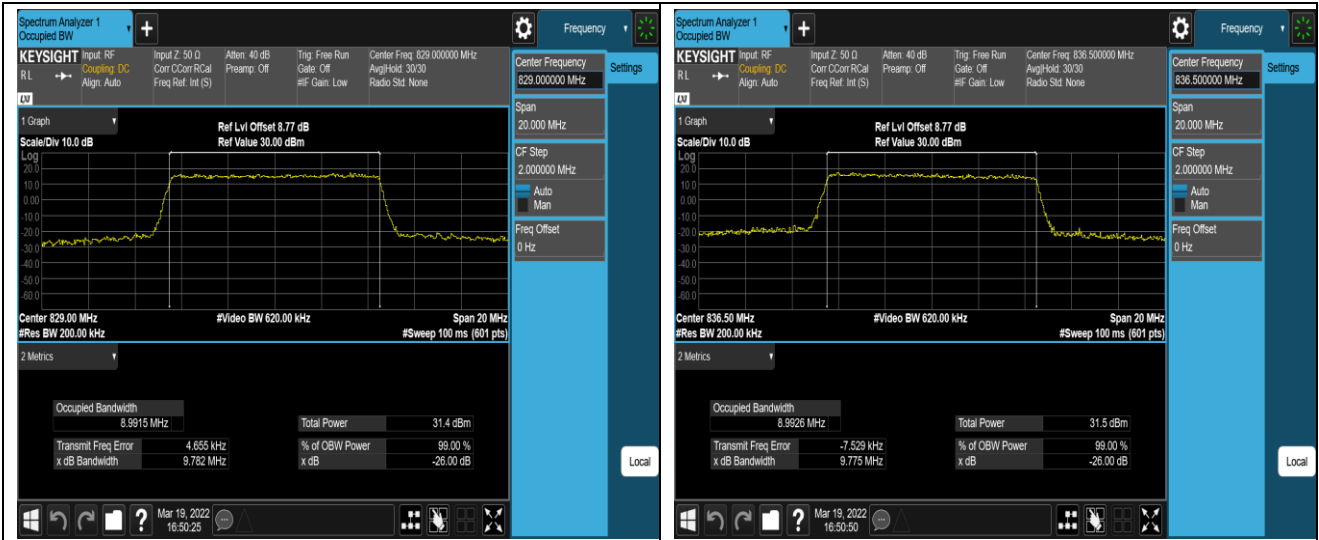 Spectrum Analyzer 1
Occupied BW
+
Frequency
KEYSIGHT
Input: RF
Coupling: DC
Align: Auto
Input Z: 50 Ω
Corr CCorr RCal
Freq Ref: Int (S)
Atten: 40 dB
Preamp: Off
Trig: Free Run
Gate: Off
#IF Gain: Low
Center Freq: 829.000000 MHz
Avg|Hold: 30/30
Radio Std: None
RL
LXI
Center Frequency
829.000000 MHz
Settings
Span
20.000 MHz
CF Step
2.000000 MHz
Auto
Man
Freq Offset
0 Hz
Local
1 Graph
Ref Lvl Offset 8.77 dB
Scale/Div 10.0 dB
Ref Value 30.00 dBm
Log
20.0
10.0
0.00
-10.0
-20.0
-30.0
-40.0
-50.0
-60.0
Center 829.00 MHz
#Video BW 620.00 kHz
Span 20 MHz
#Res BW 200.00 kHz
#Sweep 100 ms (601 pts)
2 Metrics
Occupied Bandwidth
8.9915 MHz
Total Power 31.4 dBm
Transmit Freq Error 4.655 kHz
% of OBW Power 99.00 %
x dB Bandwidth 9.782 MHz
x dB -26.00 dB
?
Mar 19, 2022
16:50:25
Spectrum Analyzer 1
Occupied BW
+
Frequency
KEYSIGHT
Input: RF
Coupling: DC
Align: Auto
Input Z: 50 Ω
Corr CCorr RCal
Freq Ref: Int (S)
Atten: 40 dB
Preamp: Off
Trig: Free Run
Gate: Off
#IF Gain: Low
Center Freq: 836.500000 MHz
Avg|Hold: 30/30
Radio Std: None
RL
LXI
Center Frequency
836.500000 MHz
Settings
Span
20.000 MHz
CF Step
2.000000 MHz
Auto
Man
Freq Offset
0 Hz
Local
1 Graph
Ref Lvl Offset 8.77 dB
Scale/Div 10.0 dB
Ref Value 30.00 dBm
Log
20.0
10.0
0.00
-10.0
-20.0
-30.0
-40.0
-50.0
-60.0
Center 836.50 MHz
#Video BW 620.00 kHz
Span 20 MHz
#Res BW 200.00 kHz
#Sweep 100 ms (601 pts)
2 Metrics
Occupied Bandwidth
8.9926 MHz
Total Power 31.5 dBm
Transmit Freq Error -7.529 kHz
% of OBW Power 99.00 %
x dB Bandwidth 9.775 MHz
x dB -26.00 dB
?
Mar 19, 2022
16:50:50